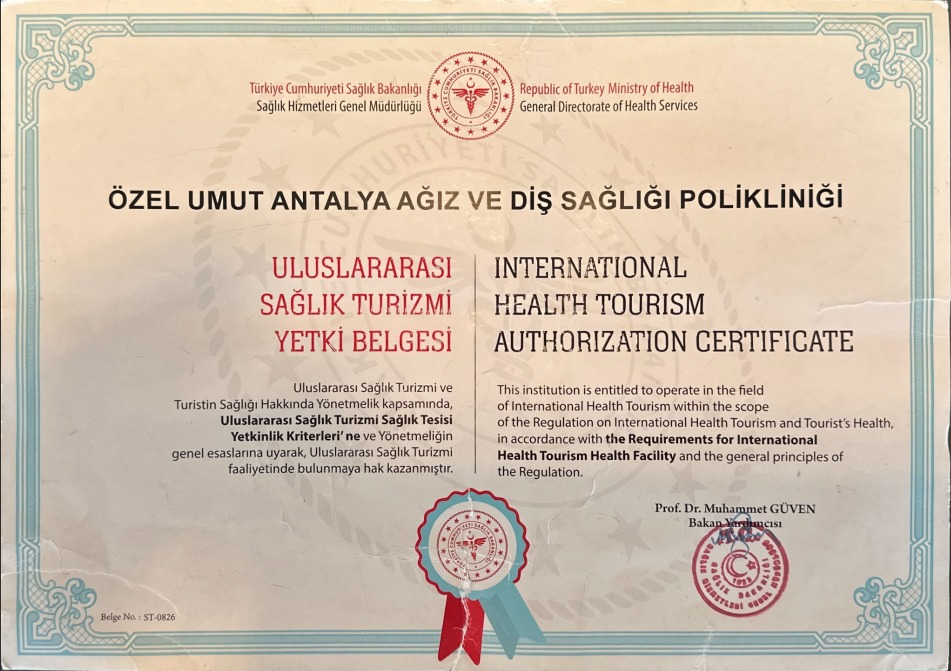 Türkiye Cumhuriyeti Sağlık Bakanlığı
Sağlık Hizmetleri Genel Müdürlüğü
Republic of Turkey Ministry of Health
General Directorate of Health Services
ÖZEL UMUT ANTALYA AĞIZ VE DİŞ SAĞLIĞI POLİKLİNİĞİ
ULUSLARARASI
SAĞLIK TURİZMİ
YETKİ BELGESİ
INTERNATIONAL
HEALTH TOURISM
AUTHORIZATION CERTIFICATE
Uluslararası Sağlık Turizmi ve
Turistin Sağlığı Hakkında Yönetmelik kapsamında,
Uluslararası Sağlık Turizmi Sağlık Tesisi
Yetkinlik Kriterleri' ne ve Yönetmeliğin
genel esaslarına uyarak, Uluslararası Sağlık Turizmi
faaliyetinde bulunmaya hak kazanmıştır.
This institution is entitled to operate in the field
of International Health Tourism within the scope
of the Regulation on International Health Tourism and Tourist's Health,
in accordance with the Requirements for International
Health Tourism Health Facility and the general principles of
the Regulation.
Prof. Dr. Muhammet GÜVEN
Bakan Yardımcısı
Belge No. : ST-0826
TÜRKİYE CUMHURİYETİ SAĞLIK BAKANLIĞI